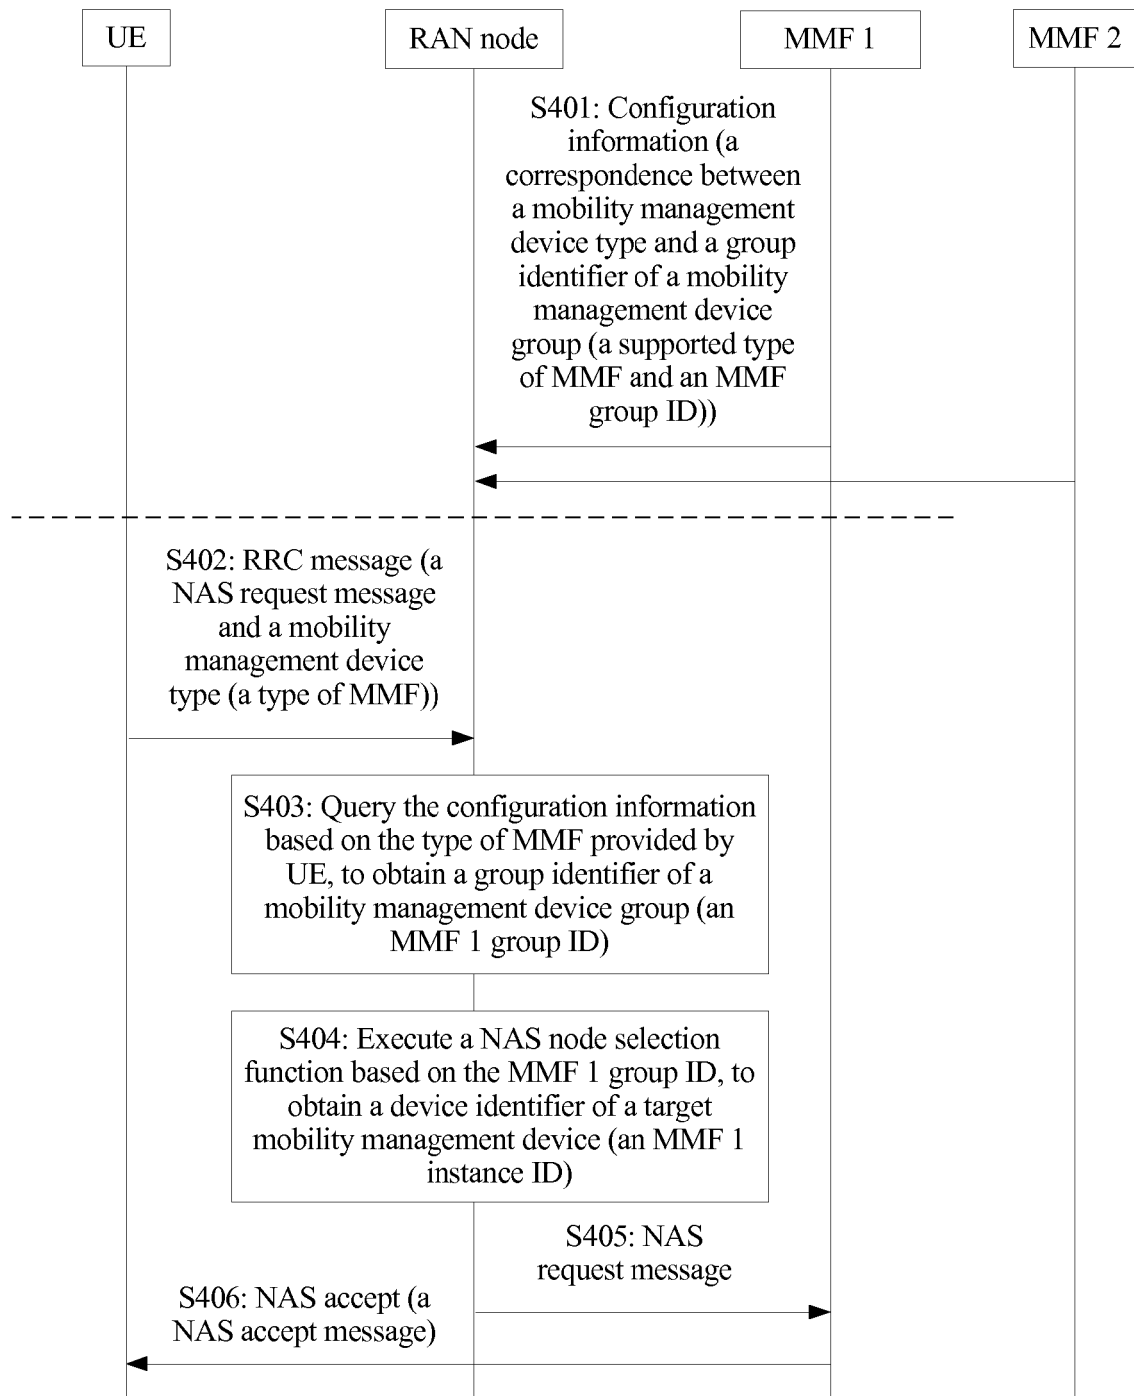 UE
RAN node
MMF 1
MMF 2
S401: Configuration
information (a
correspondence between
a mobility management
device type and a group
identifier of a mobility
management device
group (a supported type
of MMF and an MMF
group ID))
S402: RRC message (a
NAS request message
and a mobility
management device
type (a type of MMF))
S403: Query the configuration information
based on the type of MMF provided by
UE, to obtain a group identifier of a
mobility management device group (an
MMF 1 group ID)
S404: Execute a NAS node selection
function based on the MMF 1 group ID, to
obtain a device identifier of a target
mobility management device (an MMF 1
instance ID)
S405: NAS
request message
S406: NAS accept (a
NAS accept message)